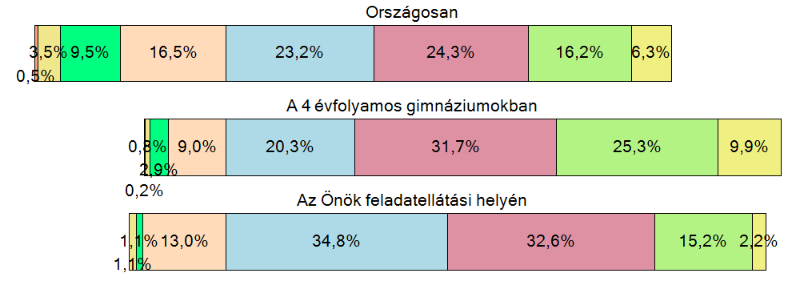 Országosan
3,5% 9,5% 16,5% 23,2% 24,3% 16,2% 6,3%
0,5%
A 4 évfolyamos gimnáziumokban
0,8% 9,0% 20,3% 31,7% 25,3% 9,9%
2,9%
0,2%
Az Önök feladatellátási helyén
1,1% 13,0% 34,8% 32,6% 15,2% 2,2%
1,1%